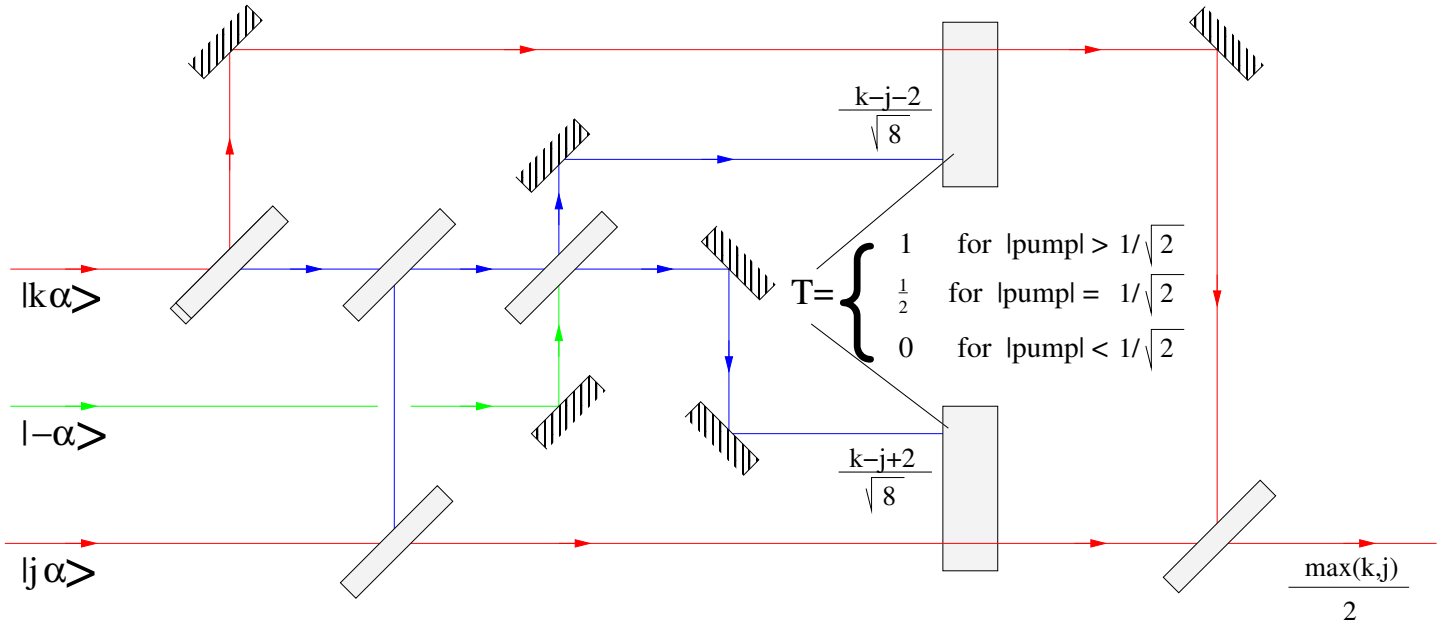 k−j−2
√8
|kα>
T=
1 for |pump| > 1/√2
1/2 for |pump| = 1/√2
0 for |pump| < 1/√2
|−α>
k−j+2
√8
|jα>
max(k,j)
2